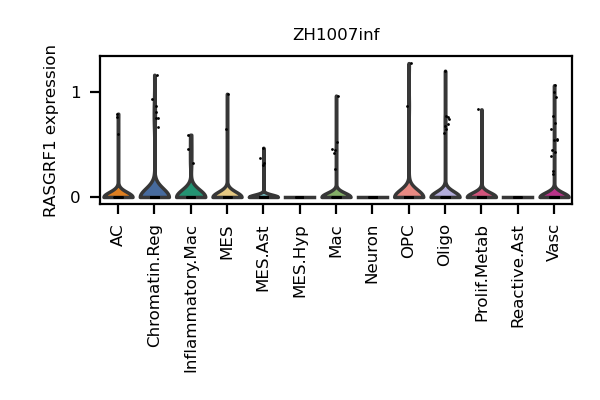 ZH1007inf
RASGRF1 expression
1
0
AC
Chromatin.Reg
Inflammatory.Mac
MES
MES.Ast
MES.Hyp
Mac
Neuron
OPC
Oligo
Prolif.Metab
Reactive.Ast
Vasc